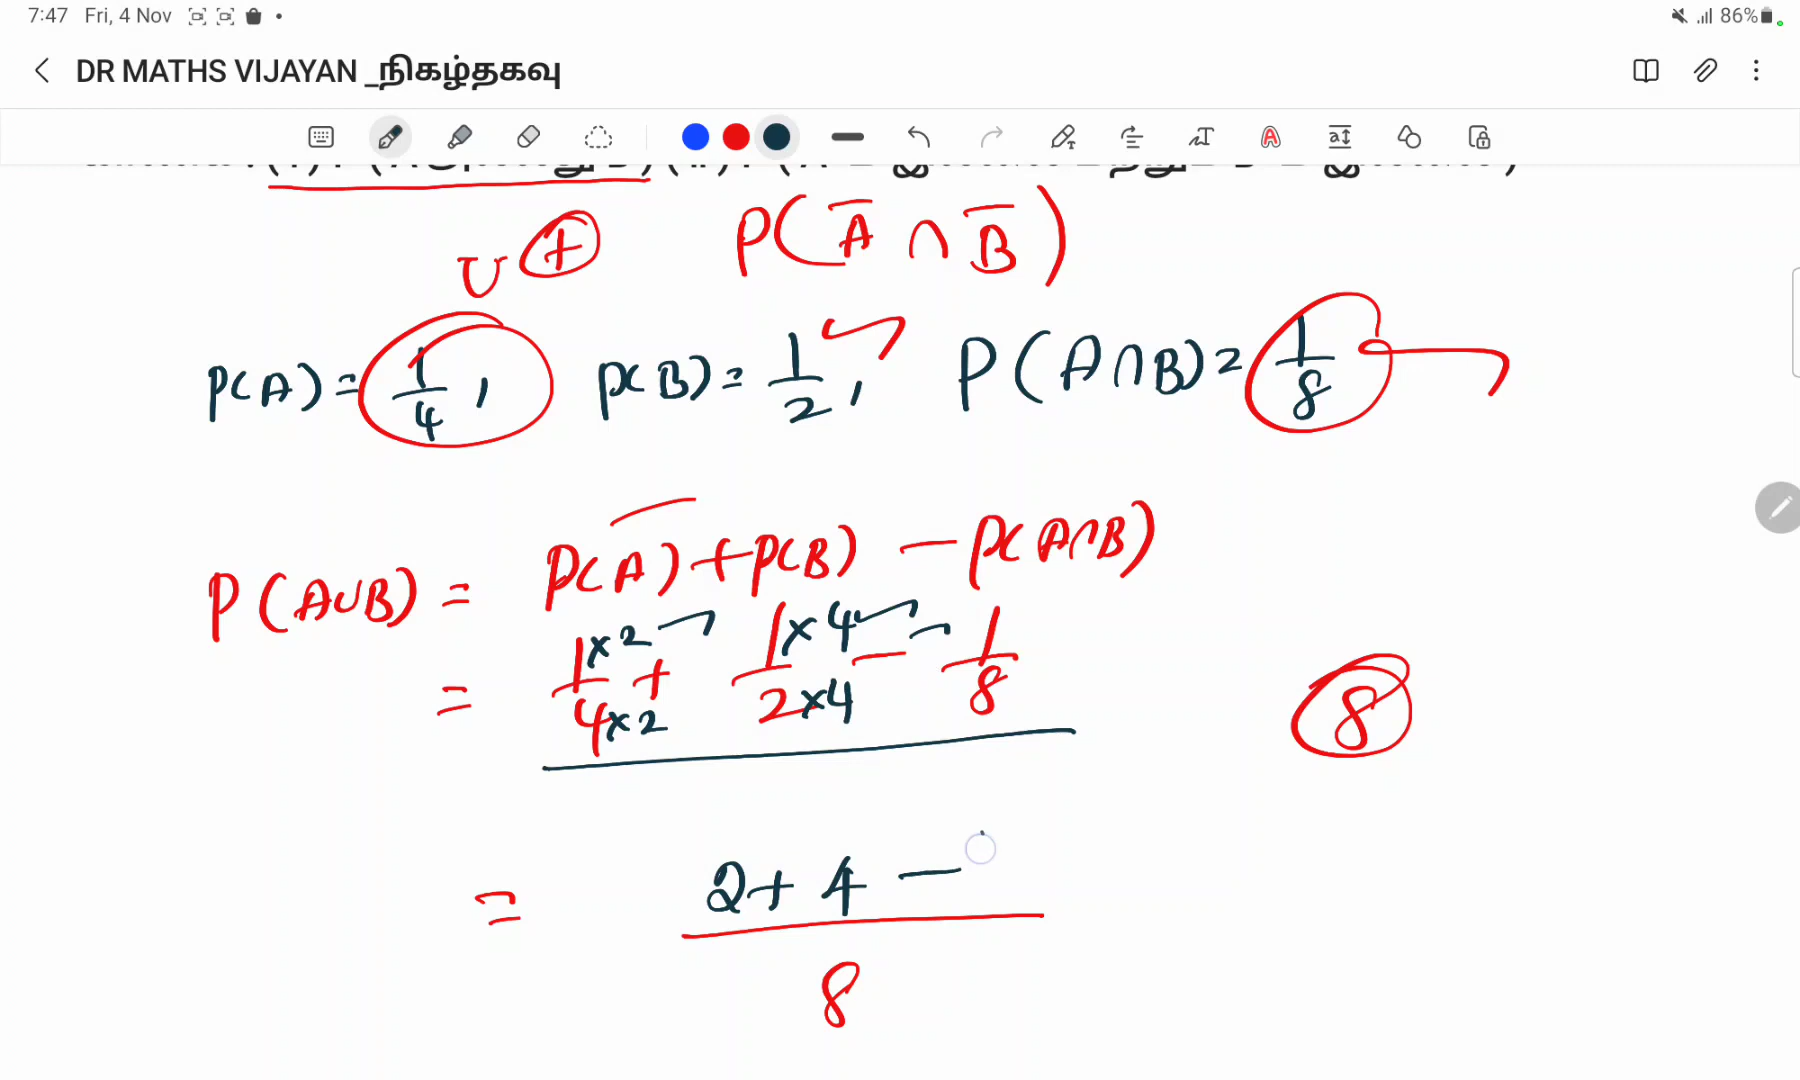 7:47 Fri, 4 Nov 86%
DR MATHS VIJAYAN _நிகழ்தகவு
∪ + P(A̅ ∩ B̅)
P(A) = 1/4 , P(B) = 1/2 , P(A∩B) = 1/8
P(A∪B) = P(A) + P(B) − P(A∩B)
= 1×2/4×2 + 1×4/2×4 − 1/8 8
= 2+4 − / 8